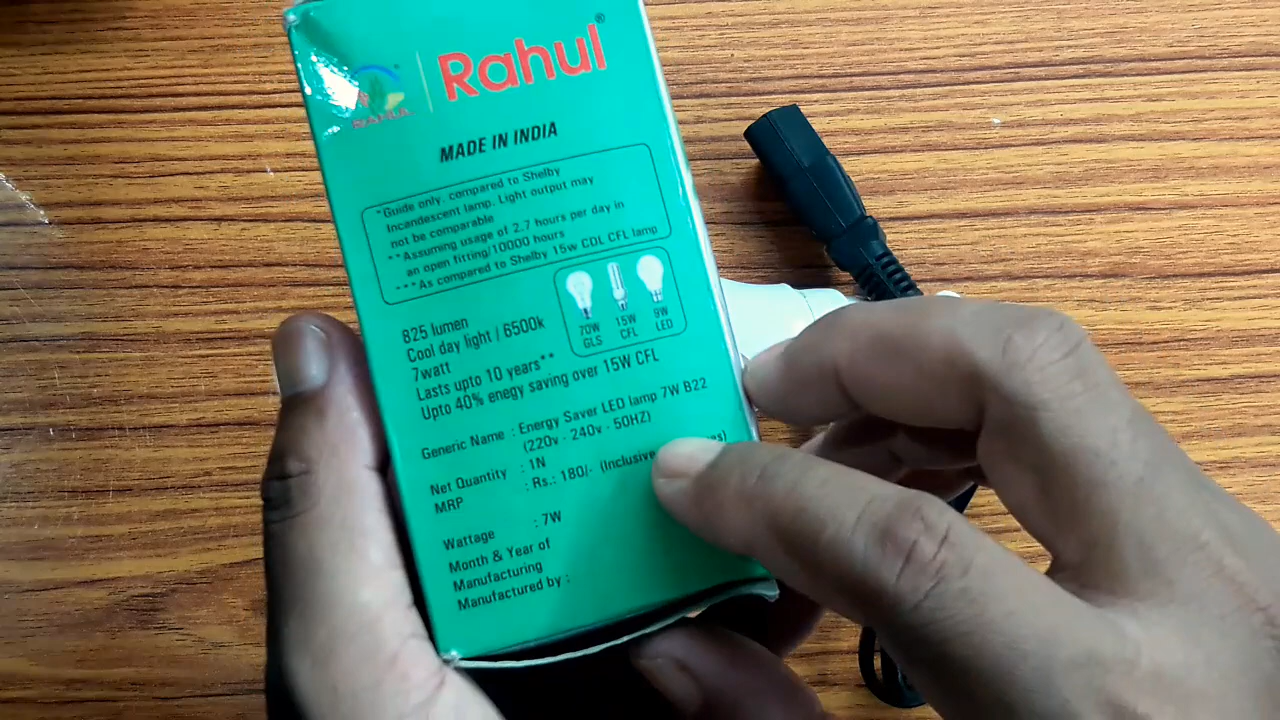 Rahul®
RAHUL
MADE IN INDIA
*Guide only, compared to Shelby
Incandescent lamp. Light output may
not be comparable
**Assuming usage of 2.7 hours per day in
an open fitting/10000 hours
***As compared to Shelby 15w CDL CFL lamp
70W
GLS
15W
CFL
9W
LED
825 lumen
Cool day light / 6500k
7watt
Lasts upto 10 years**
Upto 40% enegy saving over 15W CFL
Generic Name : Energy Saver LED lamp 7W B22
(220v - 240v - 50HZ)
Net Quantity : 1N
MRP : Rs.: 180/- (Inclusive
Wattage : 7W
Month & Year of
Manufacturing
Manufactured by :